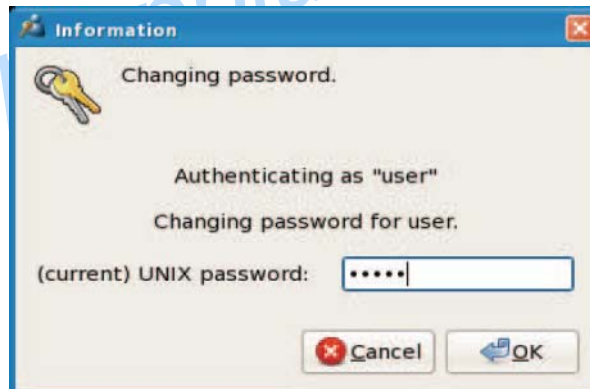 Information
Changing password.
Authenticating as "user"
Changing password for user.
(current) UNIX password: •••••
Cancel
OK